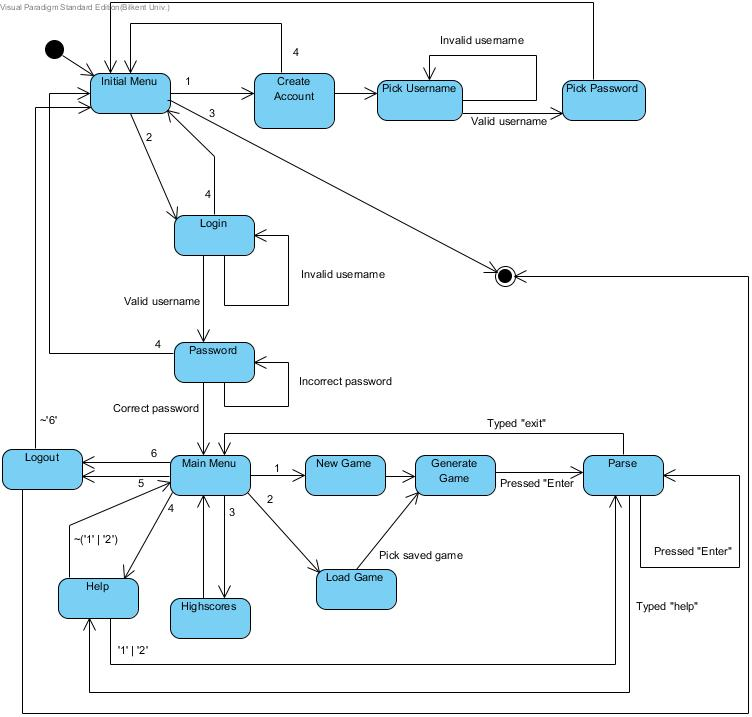 Visual Paradigm Standard Edition(Bilkent Univ.)
Invalid username
4
Initial Menu
1
Create
Account
Pick Username
Pick Password
3
Valid username
2
4
Login
Invalid username
Valid username
4
Password
Incorrect password
Correct password
~'6'
Typed "exit"
Logout
6
Main Menu
1
New Game
Generate
Game
Parse
5
Pressed "Enter
4
3
2
~('1' | '2')
Pressed "Enter"
Pick saved game
Help
Load Game
Highscores
Typed "help"
'1' | '2'